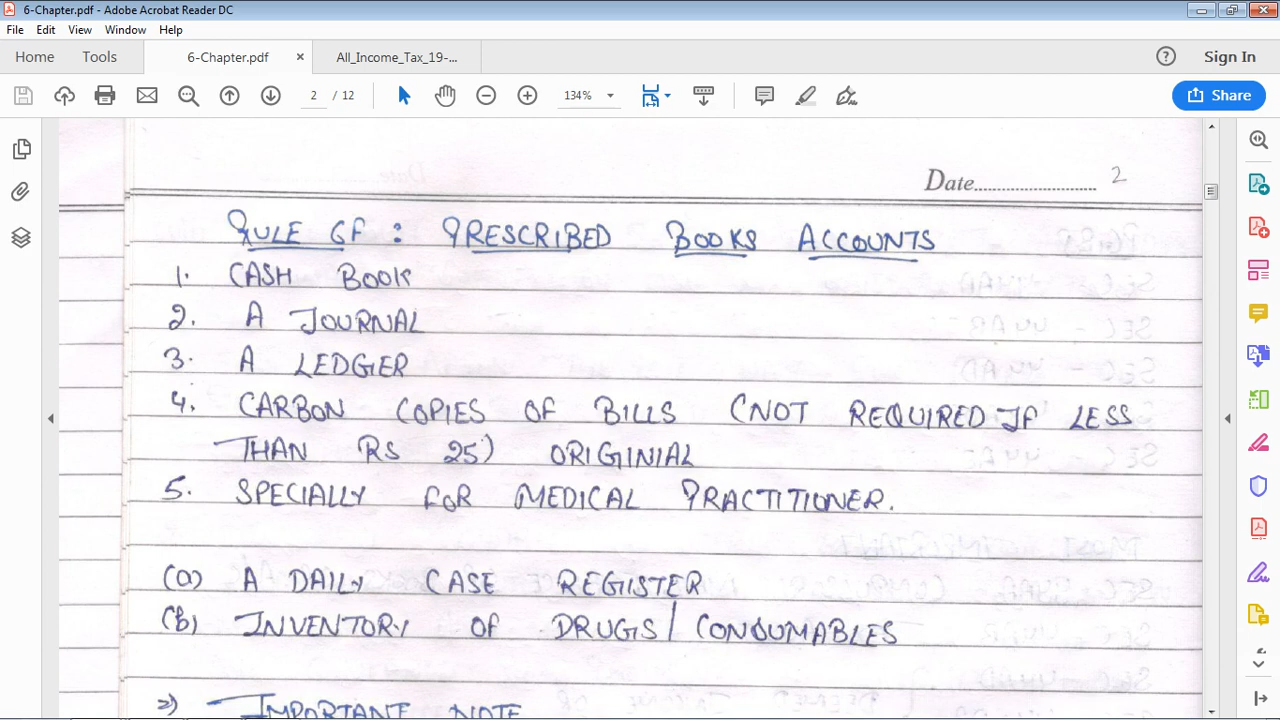 6-Chapter.pdf - Adobe Acrobat Reader DC
File Edit View Window Help
Home Tools 6-Chapter.pdf × All_Income_Tax_19-... Sign In
2 / 12 134% Share
Date........................ 2
RULE 6F : PRESCRIBED BOOKS ACCOUNTS
1. CASH BOOK
2. A JOURNAL
3. A LEDGER
4. CARBON COPIES OF BILLS (NOT REQUIRED IF LESS
THAN RS 25) ORIGINIAL
5. SPECIALLY FOR MEDICAL PRACTITIONER.
(a) A DAILY CASE REGISTER
(b) INVENTORY OF DRUGS/CONSUMABLES
=) IMPORTANT NOTE